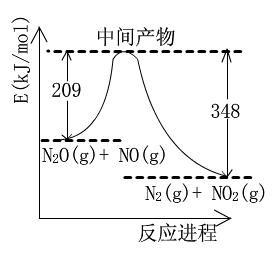 中间产物
E(kJ/mol)
209
348
N₂O(g)+ NO(g)
N₂(g)+ NO₂(g)
反应进程